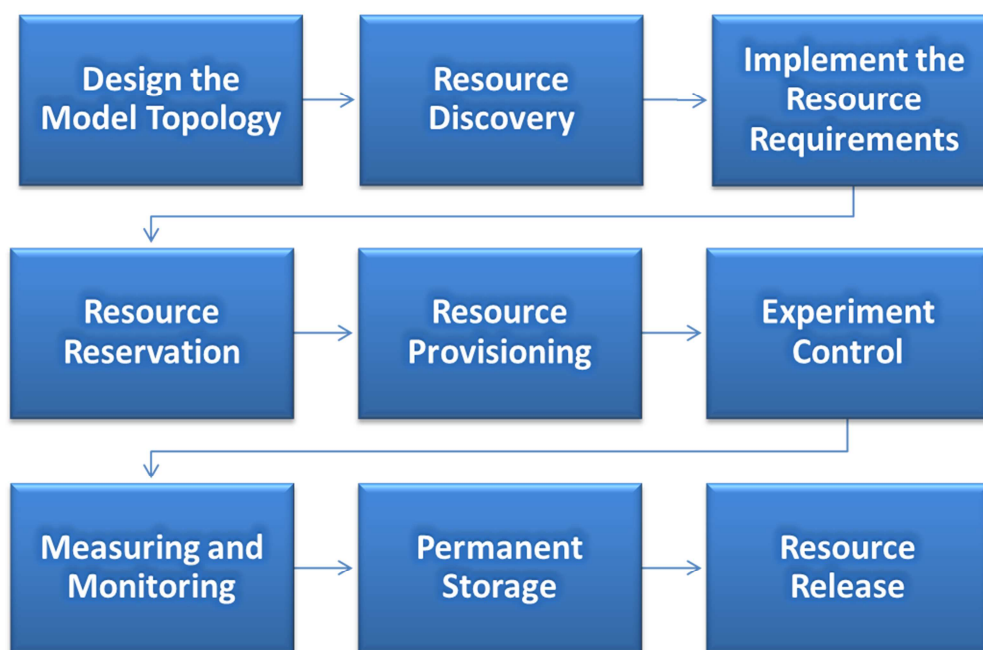 Design the
Model Topology
Resource
Discovery
Implement the
Resource
Requirements
Resource
Reservation
Resource
Provisioning
Experiment
Control
Measuring and
Monitoring
Permanent
Storage
Resource
Release